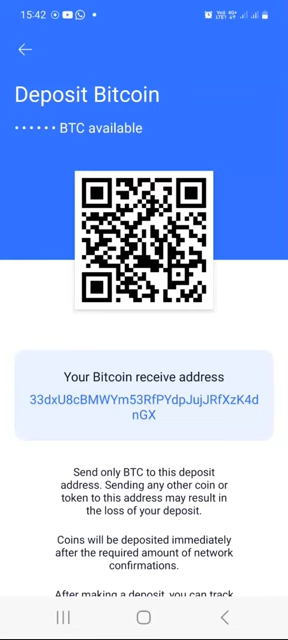 15:42
Deposit Bitcoin
•••••• BTC available
Your Bitcoin receive address
33dxU8cBMWYm53RfPYdpJujJRfXzK4d
nGX
Send only BTC to this deposit
address. Sending any other coin or
token to this address may result in
the loss of your deposit.
Coins will be deposited immediately
after the required amount of network
confirmations.
After making a deposit, you can track